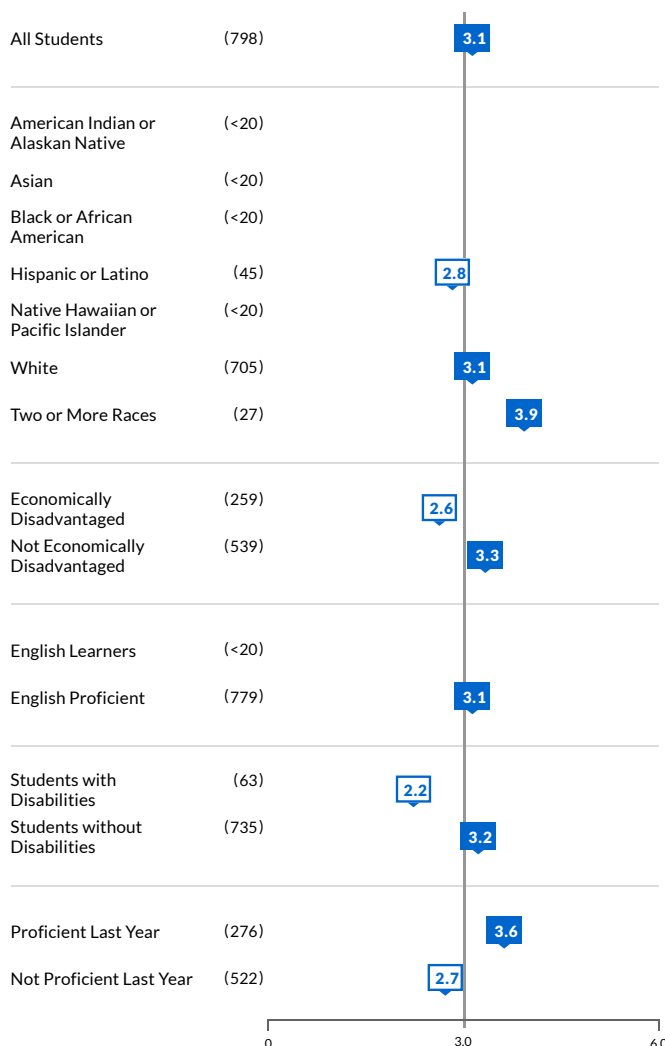 All Students (798) 3.1
American Indian or (<20)
Alaskan Native
Asian (<20)
Black or African (<20)
American
Hispanic or Latino (45) 2.8
Native Hawaiian or (<20)
Pacific Islander
White (705) 3.1
Two or More Races (27) 3.9
Economically (259) 2.6
Disadvantaged
Not Economically (539) 3.3
Disadvantaged
English Learners (<20)
English Proficient (779) 3.1
Students with (63) 2.2
Disabilities
Students without (735) 3.2
Disabilities
Proficient Last Year (276) 3.6
Not Proficient Last Year (522) 2.7
0 3.0 6.0